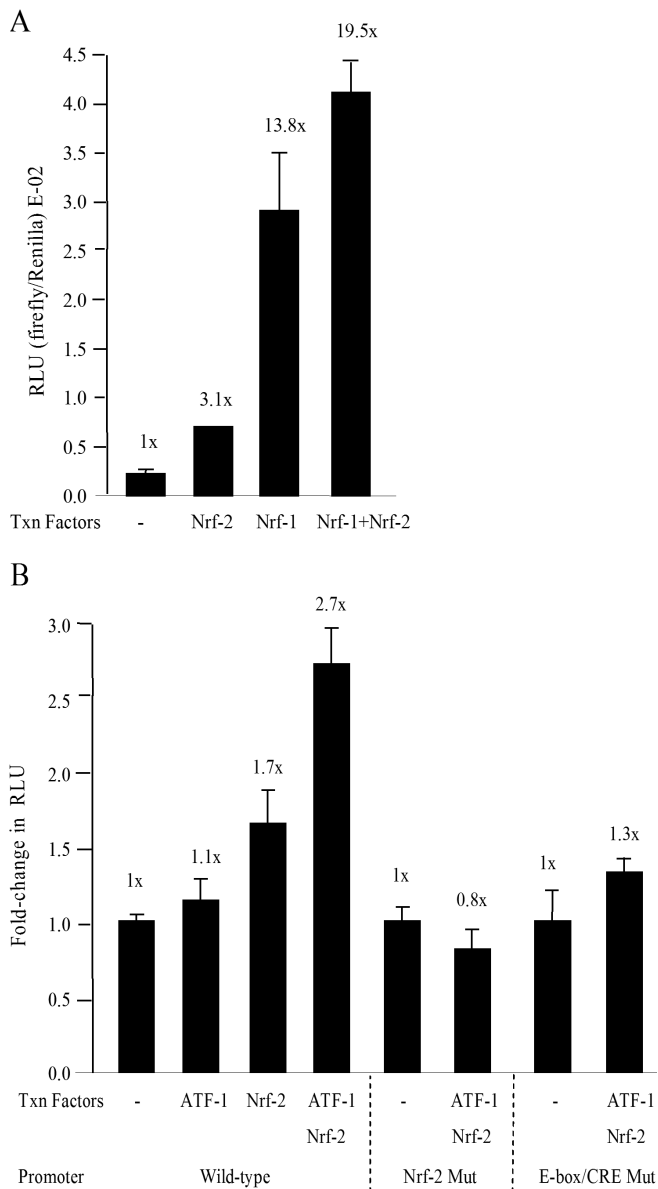 A
19.5x
4.5
4.0
13.8x
3.5
3.0
2.5
2.0
1.5
1.0
3.1x
1x
0.5
0.0
RLU (firefly/Renilla) E-02
Txn Factors - Nrf-2 Nrf-1 Nrf-1+Nrf-2
B
2.7x
3.0
2.5
2.0
1.7x
1.5
1.3x
1.1x
1x
1x
0.8x
1x
1.0
0.5
0.0
Fold-change in RLU
Txn Factors - ATF-1 Nrf-2 ATF-1 - ATF-1 - ATF-1
Nrf-2 Nrf-2 Nrf-2
Promoter Wild-type Nrf-2 Mut E-box/CRE Mut